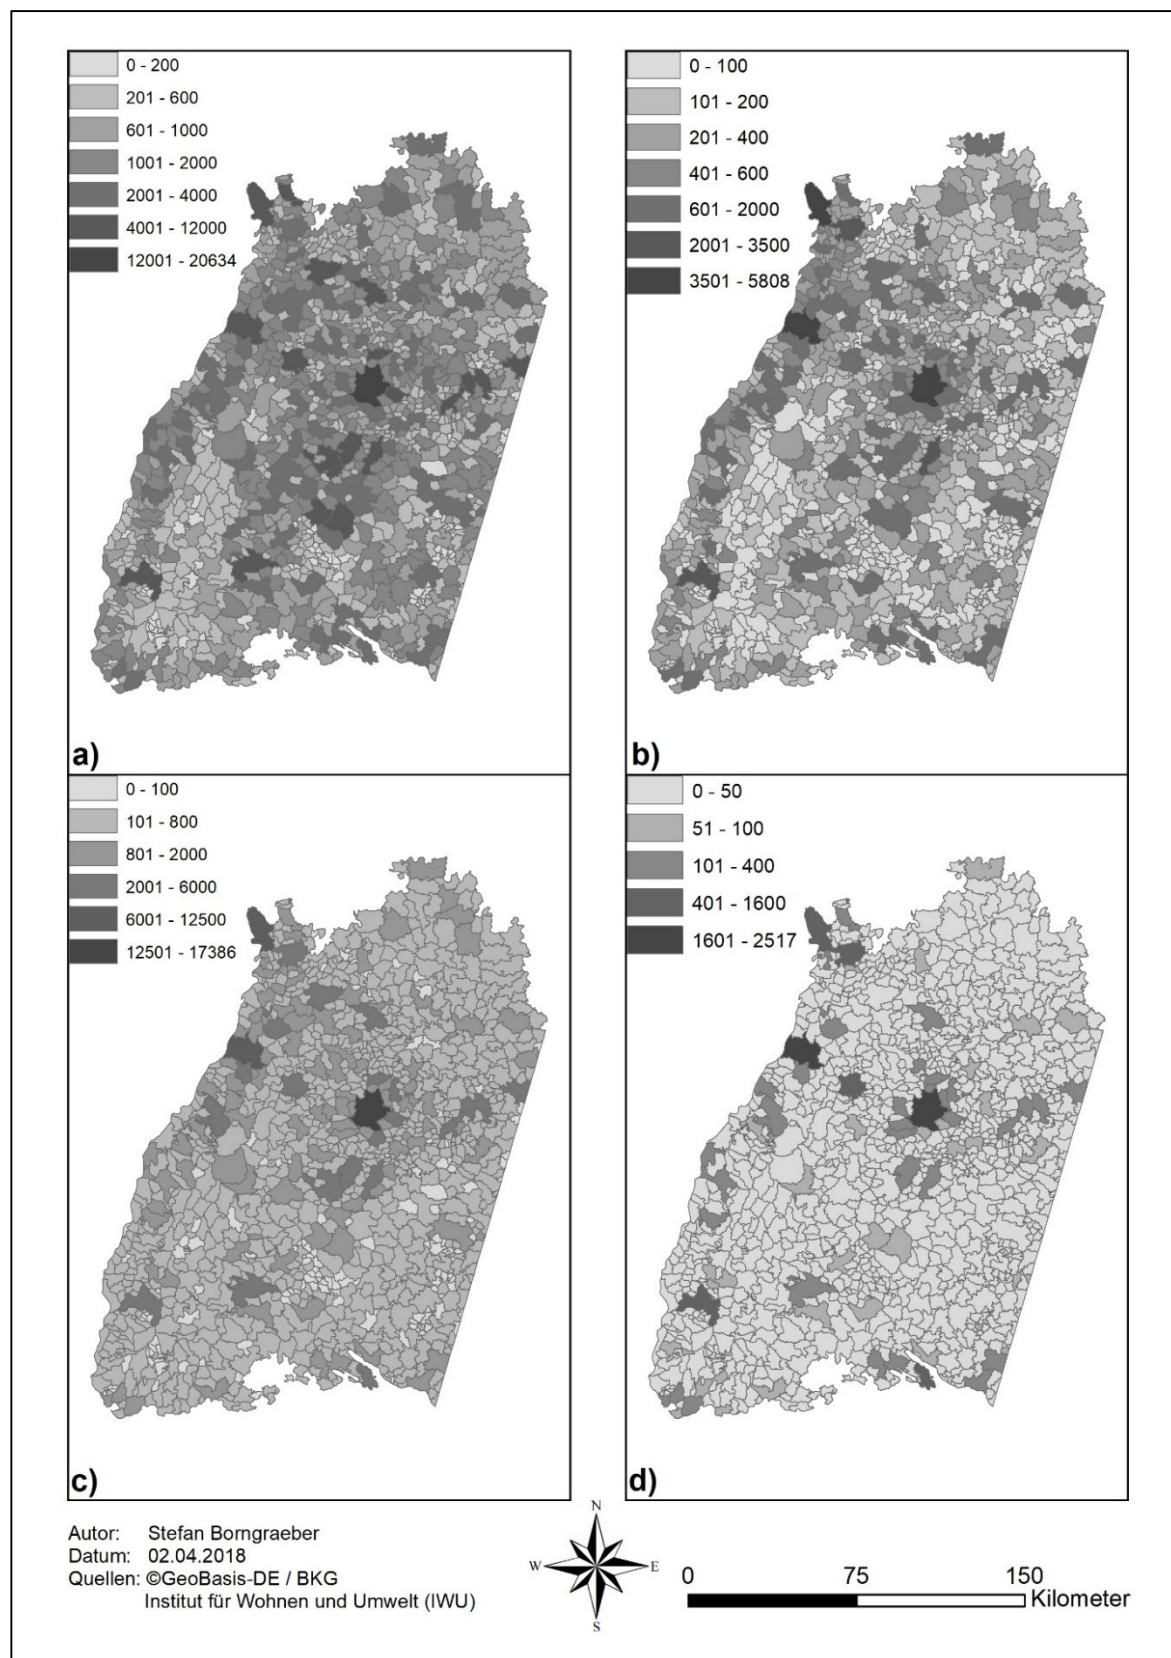 0 - 200
201 - 600
601 - 1000
1001 - 2000
2001 - 4000
4001 - 12000
12001 - 20634
a)
0 - 100
101 - 200
201 - 400
401 - 600
601 - 2000
2001 - 3500
3501 - 5808
b)
0 - 100
101 - 800
801 - 2000
2001 - 6000
6001 - 12500
12501 - 17386
c)
0 - 50
51 - 100
101 - 400
401 - 1600
1601 - 2517
d)
Autor: Stefan Borngraeber
Datum: 02.04.2018
Quellen: ©GeoBasis-DE / BKG
Institut für Wohnen und Umwelt (IWU)
N
W E
S
0 75 150
Kilometer